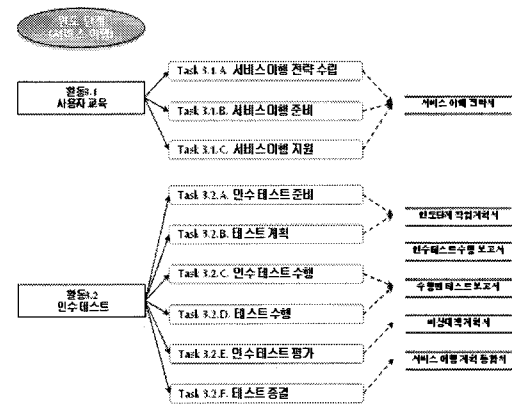 인도 단계
(서비스 이행)
활동3.1
사용자 교육
Task 3.1.A. 서비스이행 전략 수립
Task 3.1.B. 서비스이행 준비
Task 3.1.C. 서비스이행 지원
서비스 이행 전략서
활동3.2
인수 테스트
Task 3.2.A. 인수 테스트 준비
Task 3.2.B. 테스트 계획
Task 3.2.C. 인수 테스트 수행
Task 3.2.D. 테스트 수행
Task 3.2.E. 인수 테스트 평가
Task 3.2.F. 테스트 종결
인도단계 작업계획서
인수테스트수행 보고서
수행된 테스트 보고서
비상대책계획서
서비스 이행 계획